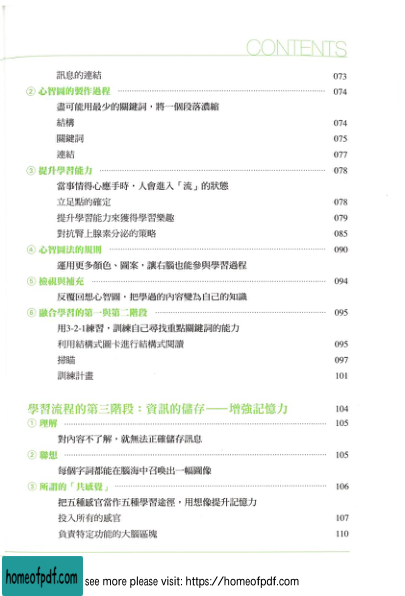 CONTENTS
訊息的連結 073
② 心智圖的製作過程 074
盡可能用最少的關鍵詞，將一個段落濃縮
結構 074
關鍵詞 075
連結 077
③ 提升學習能力 078
當事情得心應手時，人會進入「流」的狀態
立足點的確定 078
提升學習能力來獲得學習樂趣 079
對抗腎上腺素分泌的策略 085
④ 心智圖法的規則 090
運用更多顏色、圖案，讓右腦也能參與學習過程
⑤ 檢視與補充 094
反覆回想心智圖，把學過的內容變為自己的知識
⑥ 融合學習的第一與第二階段 095
用3-2-1練習，訓練自己尋找重點關鍵詞的能力
利用結構式圖卡進行結構式閱讀 095
掃瞄 097
訓練計畫 101
學習流程的第三階段：資訊的儲存——增強記憶力 104
① 理解 105
對內容不了解，就無法正確儲存訊息
② 聯想 105
每個字詞都能在腦海中召喚出一幅圖像
③ 所謂的「共感覺」 106
把五種感官當作五種學習途徑，用想像提升記憶力
投入所有的感官 107
負責特定功能的大腦區塊 110
homeofpdf.com see more please visit: https://homeofpdf.com